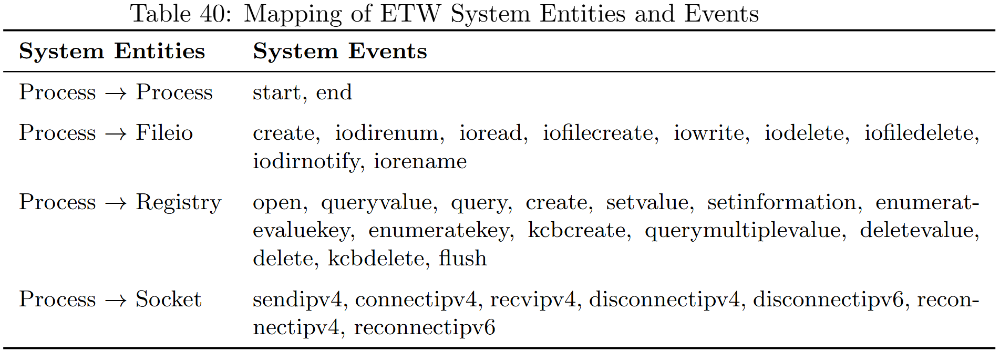 Table 40: Mapping of ETW System Entities and Events
System Entities System Events
Process → Process start, end
Process → Fileio create, iodirenum, ioread, iofilecreate, iowrite, iodelete, iofiledelete,
iodirnotify, iorename
Process → Registry open, queryvalue, query, create, setvalue, setinformation, enumerat-
evaluekey, enumeratekey, kcbcreate, querymultiplevalue, deletevalue,
delete, kcbdelete, flush
Process → Socket sendipv4, connectipv4, recvipv4, disconnectipv4, disconnectipv6, recon-
nectipv4, reconnectipv6